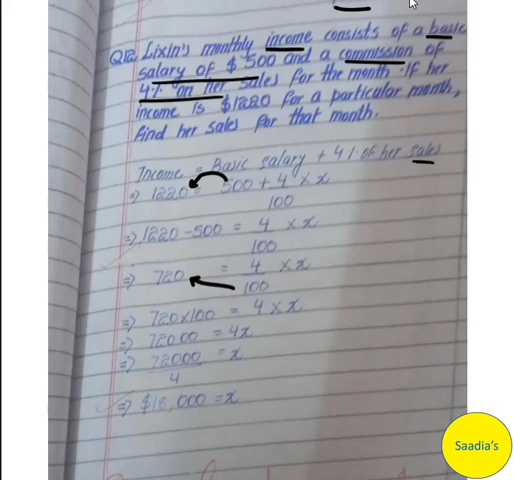 Q12. Lixin's monthly income consists of a basic
salary of $ 500 and a commission of
4% on her sales for the month. If her
income is $1220 for a particular month,
find her sales for that month.
Income = Basic salary + 4% of her sales
⇒ 1220 = 500 + 4/100 × x
⇒ 1220 - 500 = 4/100 × x
⇒ 720 = 4/100 × x
⇒ 720×100 = 4 × x
⇒ 72000 = 4x
⇒ 72000/4 = x
⇒ $18,000 = x
Saadia's